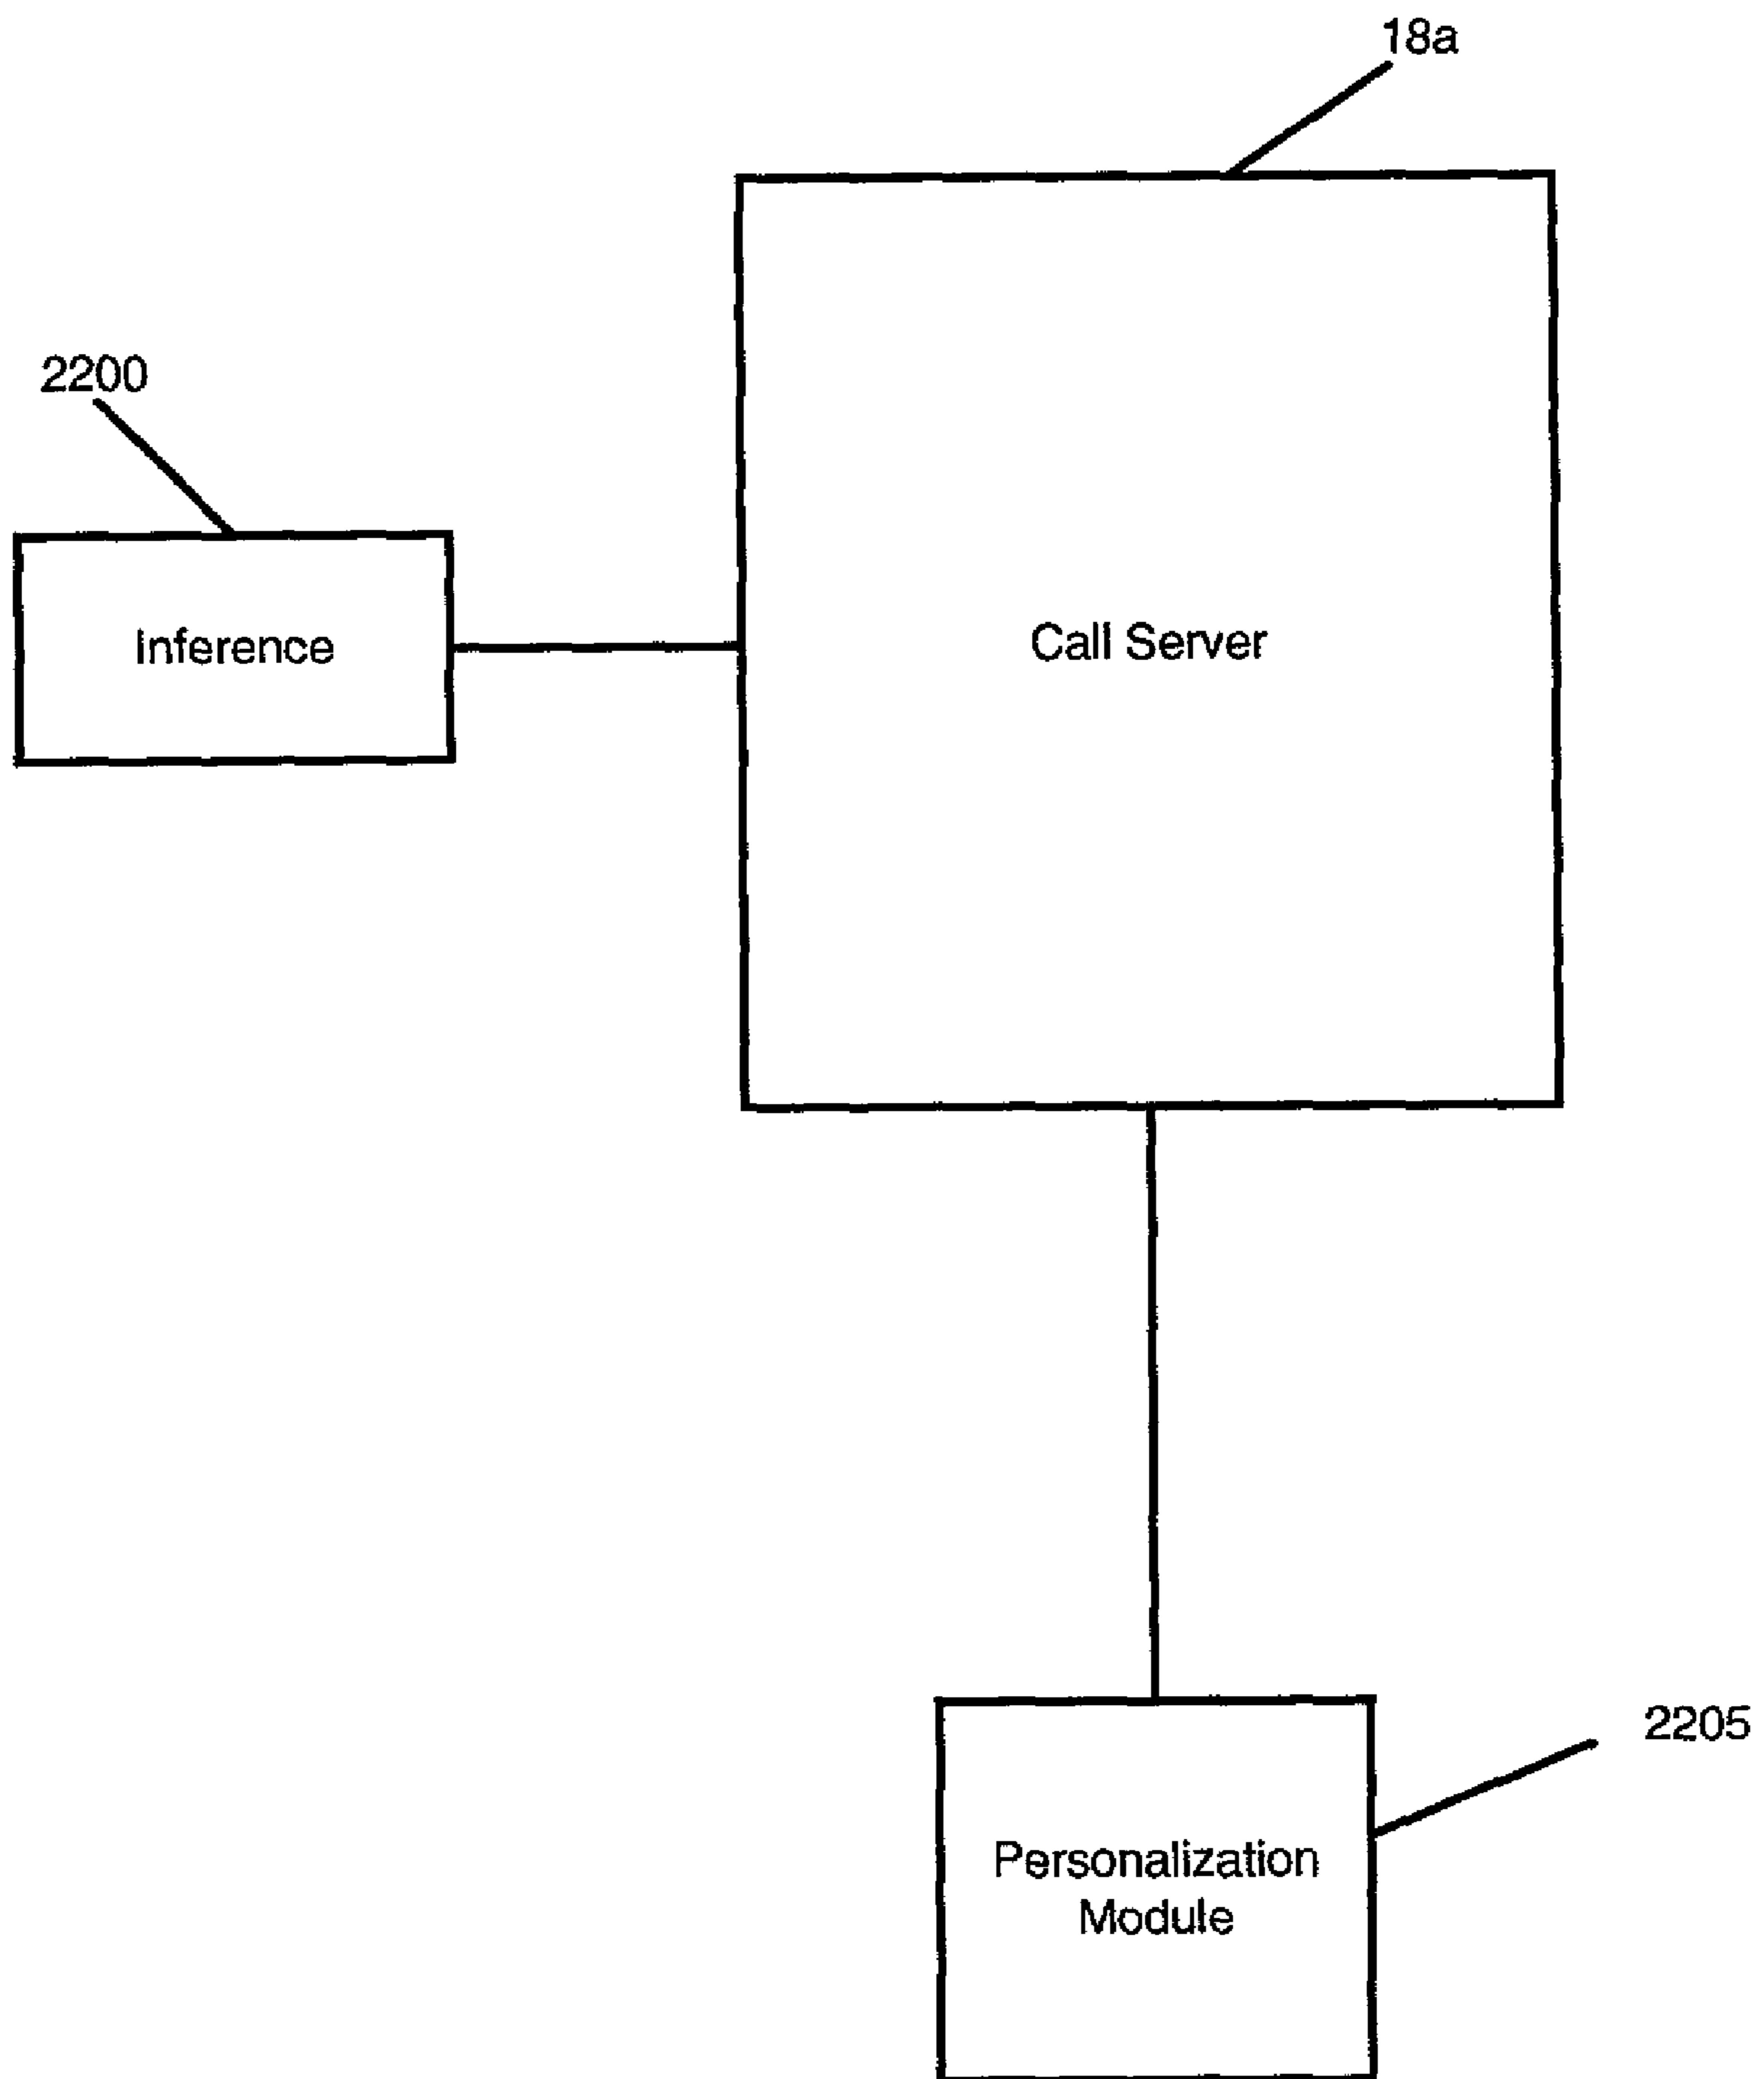 18a
2200
Inference
Call Server
2205
Personalization
Module